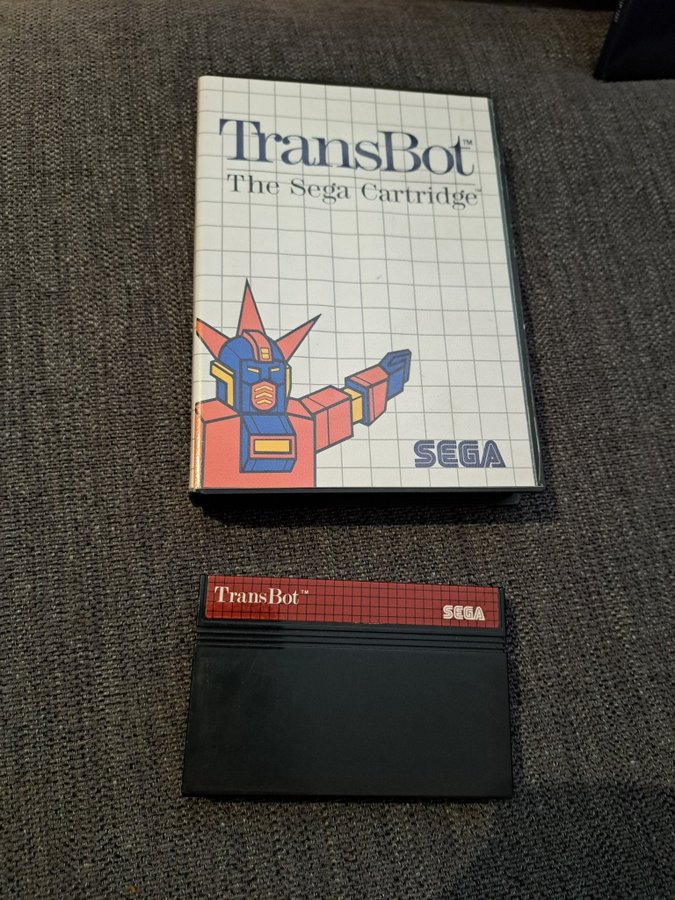 TransBot™
The Sega Cartridge™
SEGA
TransBot™
SEGA